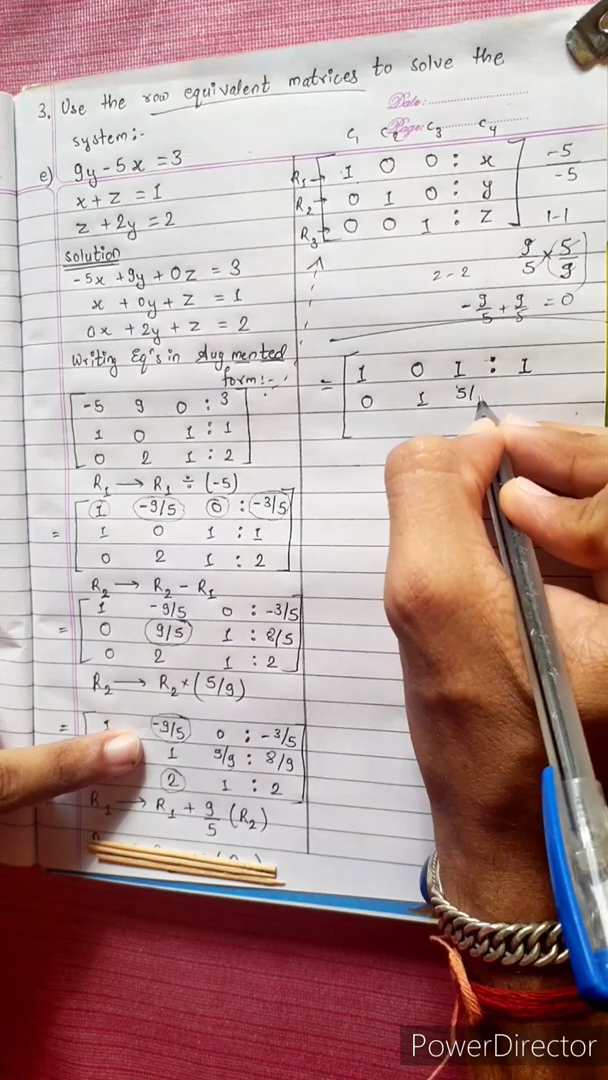 3. Use the row equivalent matrices to solve the
system:-
Date:
Page:
e) 9y - 5x = 3
x + z = 1
z + 2y = 2
solution
-5x + 9y + 0z = 3
x + 0y + z = 1
0x + 2y + z = 2
Writing Eqⁿs in Augmented
form:-
-5 9 0 : 3
1 0 1 : 1
0 2 1 : 2
R₁ → R₁ ÷ (-5)
= 1 -9/5 0 : -3/5
1 0 1 : 1
0 2 1 : 2
R₂ → R₂ - R₁
= 1 -9/5 0 : -3/5
0 9/5 1 : 8/5
0 2 1 : 2
R₂ → R₂ × (5/9)
= 1 -9/5 0 : -3/5
1 5/9 : 8/9
2 1 : 2
R₁ → R₁ + 9/5 (R₂)
C₁ C₂ C₃ C₄
R₁→ 1 0 0 : x
R₂→ 0 1 0 : y
R₃→ 0 0 1 : z
-5/-5
1-1
9/5 × 5/9
2-2
-9/5 + 9/5 = 0
= 1 0 1 : 1
0 1 5/
PowerDirector